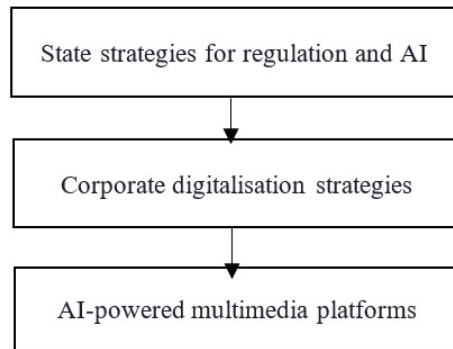 State strategies for regulation and AI
Corporate digitalisation strategies
AI-powered multimedia platforms